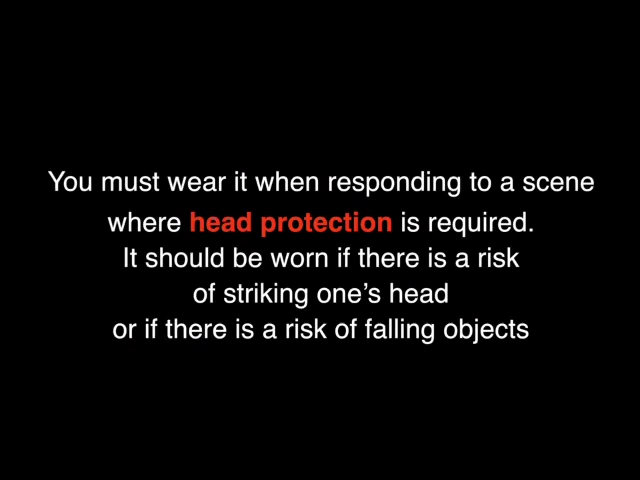 You must wear it when responding to a scene
where head protection is required.
It should be worn if there is a risk
of striking one’s head
or if there is a risk of falling objects